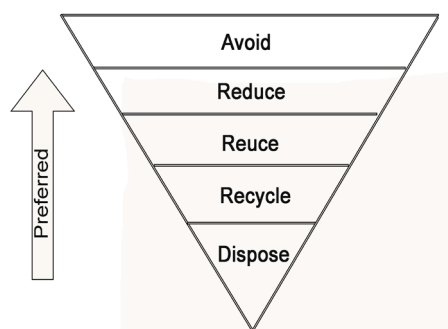 Avoid
Reduce
Reuce
Recycle
Dispose
Preferred